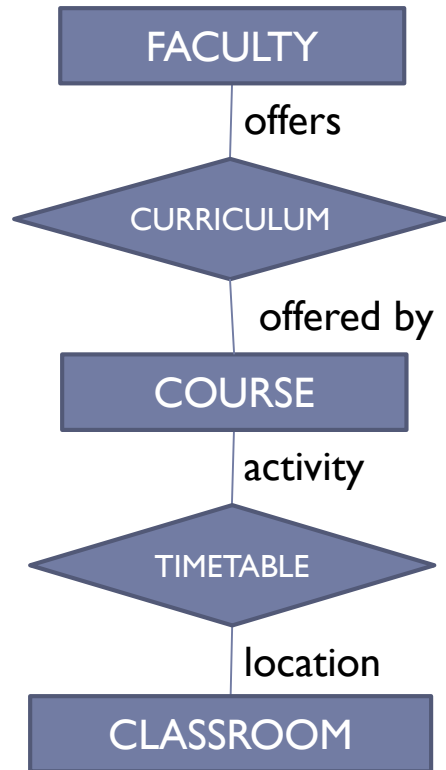 FACULTY
offers
CURRICULUM
offered by
COURSE
activity
TIMETABLE
location
CLASSROOM